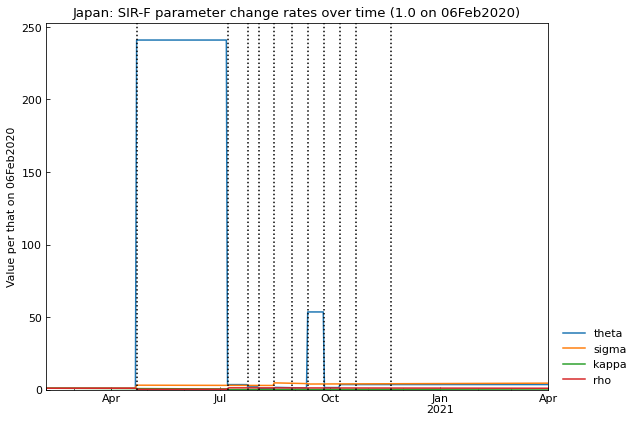 Japan: SIR-F parameter change rates over time (1.0 on 06Feb2020)
Value per that on 06Feb2020
250
200
150
100
50
0
Apr
Jul
Oct
Jan
2021
Apr
theta
sigma
kappa
rho